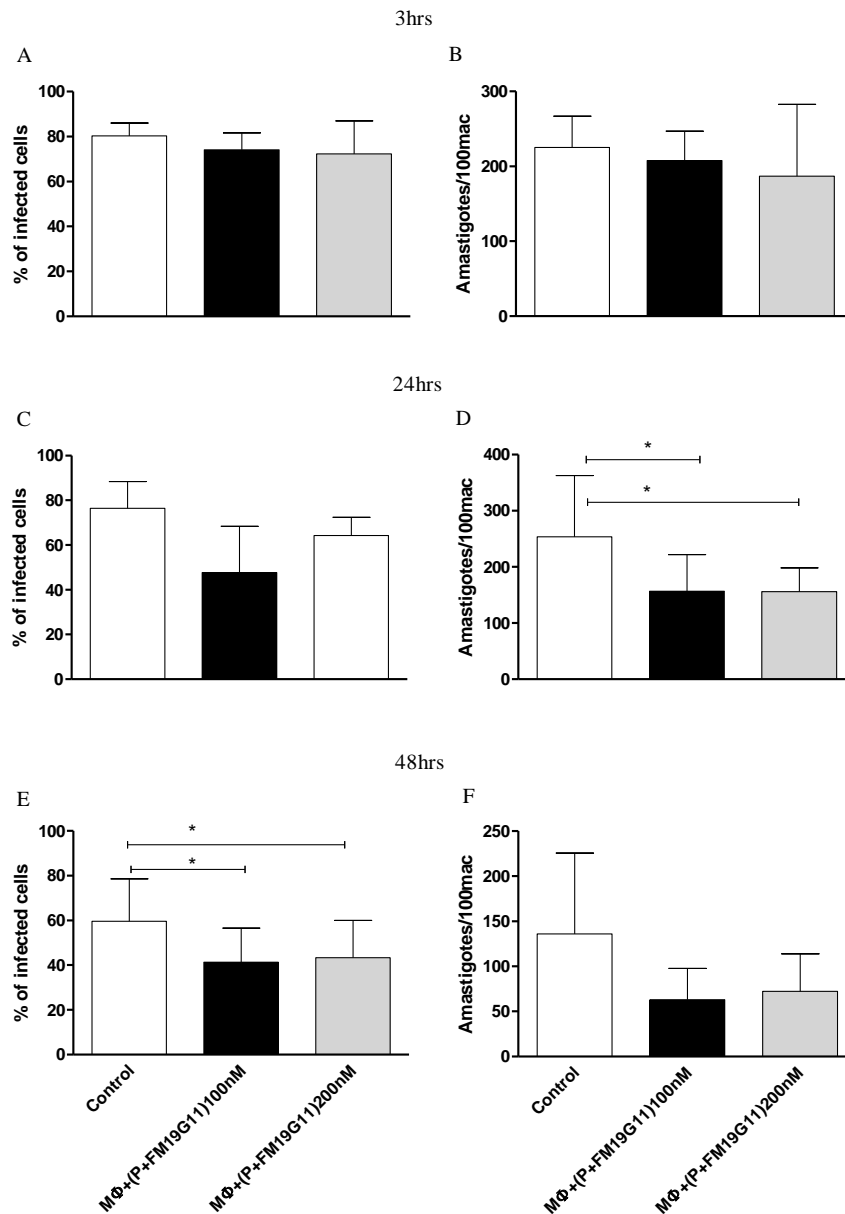 3hrs
A
% of infected cells
100
80
60
40
20
0
B
Amastigotes/100mac
300
200
100
0
24hrs
C
% of infected cells
100
80
60
40
20
0
D
Amastigotes/100mac
400
300
200
100
0
*
*
48hrs
E
% of infected cells
100
80
60
40
20
0
*
*
Control
MΦ+(P+FM19G11)100nM
MΦ+(P+FM19G11)200nM
F
Amastigotes/100mac
250
200
150
100
50
0
Control
MΦ+(P+FM19G11)100nM
MΦ+(P+FM19G11)200nM